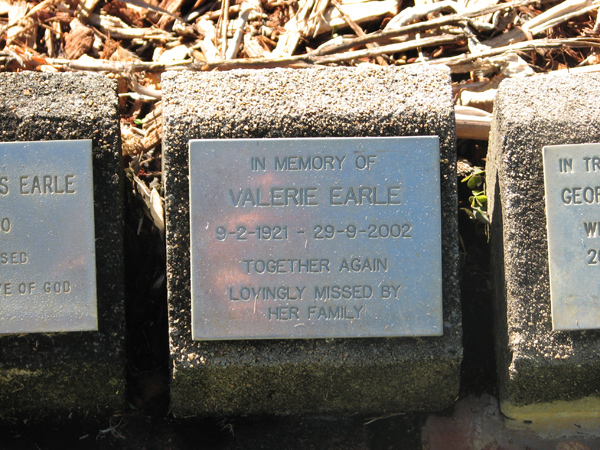 S EARLE
O
SED
E OF GOD
IN MEMORY OF
VALERIE EARLE
9-2-1921 - 29-9-2002
TOGETHER AGAIN
LOVINGLY MISSED BY
HER FAMILY
IN TR
GEOR
W
20